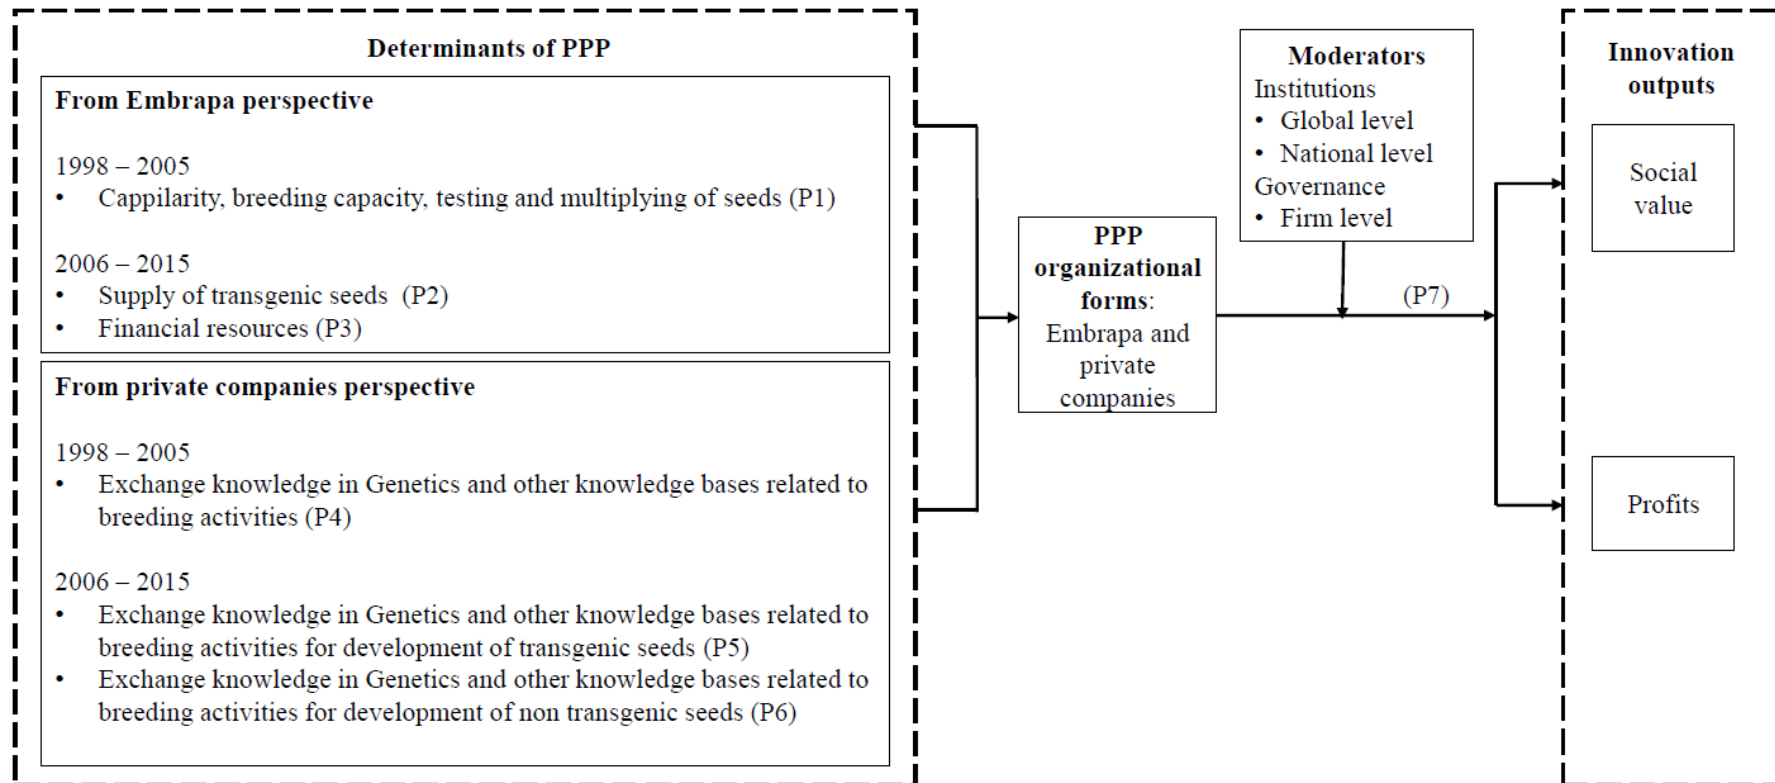 Determinants of PPP
From Embrapa perspective
1998 – 2005
• Cappilarity, breeding capacity, testing and multiplying of seeds (P1)
2006 – 2015
• Supply of transgenic seeds (P2)
• Financial resources (P3)
From private companies perspective
1998 – 2005
• Exchange knowledge in Genetics and other knowledge bases related to
breeding activities (P4)
2006 – 2015
• Exchange knowledge in Genetics and other knowledge bases related to
breeding activities for development of transgenic seeds (P5)
• Exchange knowledge in Genetics and other knowledge bases related to
breeding activities for development of non transgenic seeds (P6)
PPP
organizational
forms:
Embrapa and
private
companies
Moderators
Institutions
• Global level
• National level
Governance
• Firm level
(P7)
Innovation
outputs
Social
value
Profits